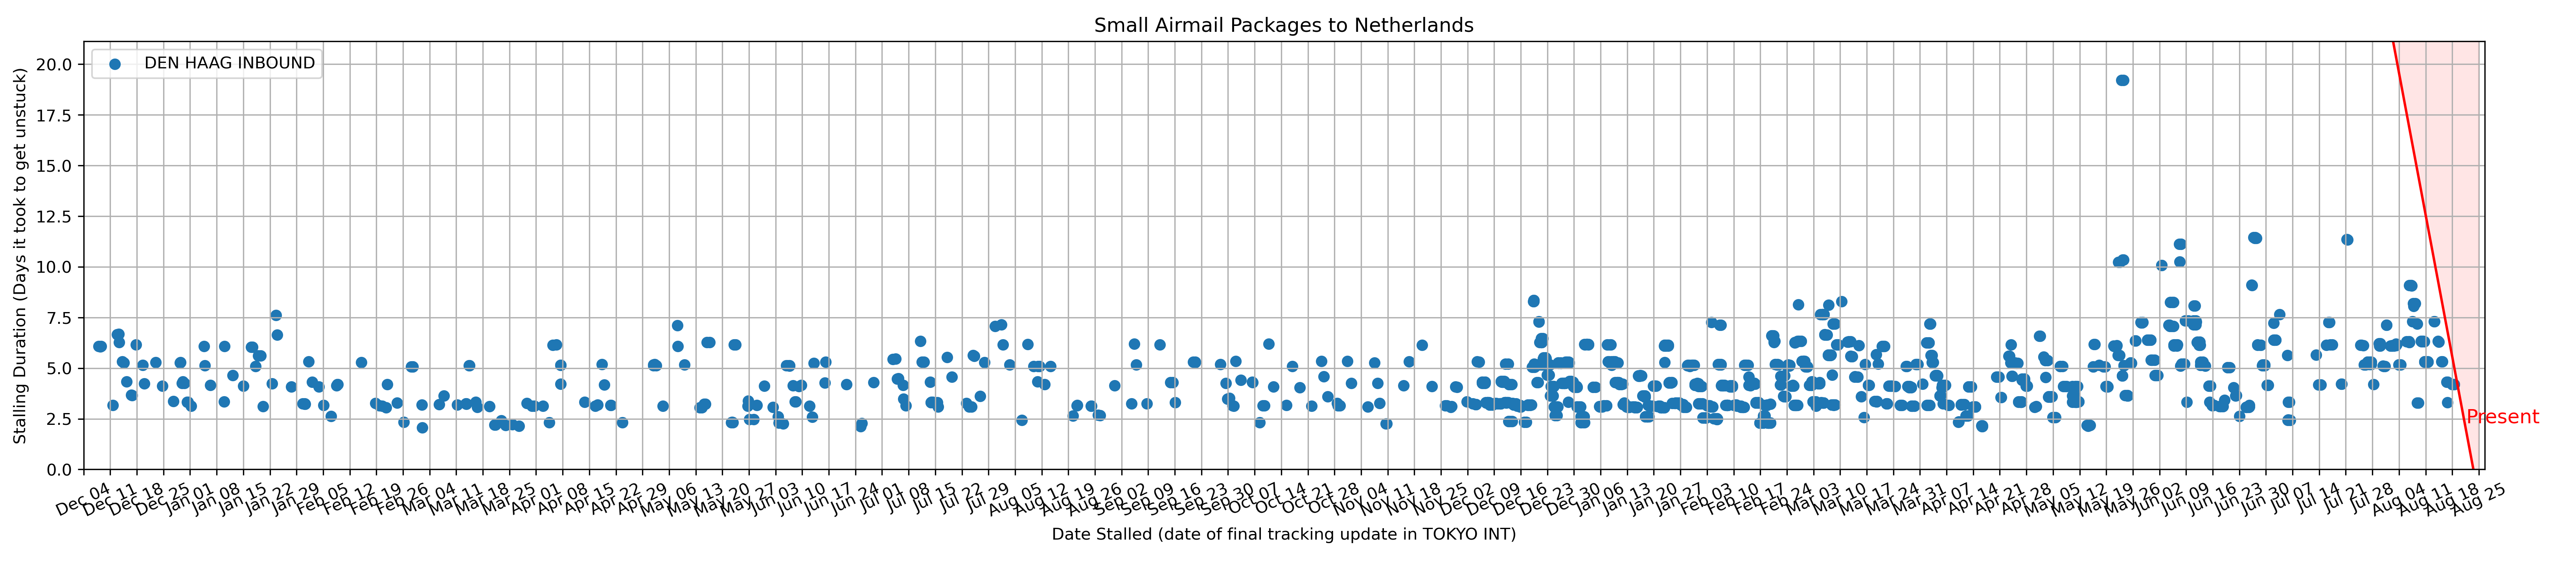 Small Airmail Packages to Netherlands
DEN HAAG INBOUND
Stalling Duration (Days it took to get unstuck)
20.0
17.5
15.0
12.5
10.0
7.5
5.0
2.5
0.0
Present
Dec 04
Dec 11
Dec 18
Dec 25
Jan 01
Jan 08
Jan 15
Jan 22
Jan 29
Feb 05
Feb 12
Feb 19
Feb 26
Mar 04
Mar 11
Mar 18
Mar 25
Apr 01
Apr 08
Apr 15
Apr 22
Apr 29
May 06
May 13
May 20
May 27
Jun 03
Jun 10
Jun 17
Jun 24
Jul 01
Jul 08
Jul 15
Jul 22
Jul 29
Aug 05
Aug 12
Aug 19
Aug 26
Sep 02
Sep 09
Sep 16
Sep 23
Sep 30
Oct 07
Oct 14
Oct 21
Oct 28
Nov 04
Nov 11
Nov 18
Nov 25
Dec 02
Dec 09
Dec 16
Dec 23
Dec 30
Jan 06
Jan 13
Jan 20
Jan 27
Feb 03
Feb 10
Feb 17
Feb 24
Mar 03
Mar 10
Mar 17
Mar 24
Mar 31
Apr 07
Apr 14
Apr 21
Apr 28
May 05
May 12
May 19
May 26
Jun 02
Jun 09
Jun 16
Jun 23
Jun 30
Jul 07
Jul 14
Jul 21
Jul 28
Aug 04
Aug 11
Aug 18
Aug 25
Date Stalled (date of final tracking update in TOKYO INT)